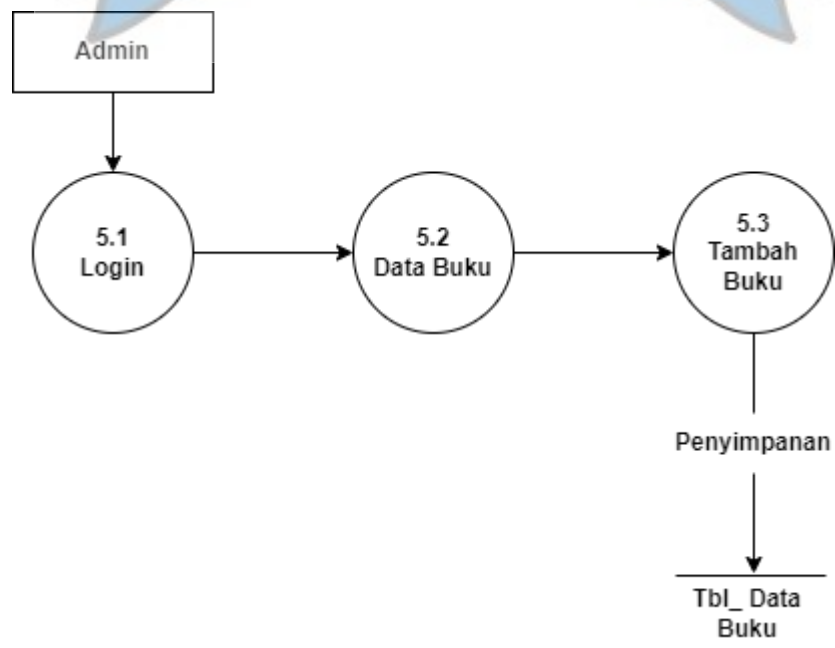 Admin
5.1
Login
5.2
Data Buku
5.3
Tambah
Buku
Penyimpanan
Tbl_ Data
Buku